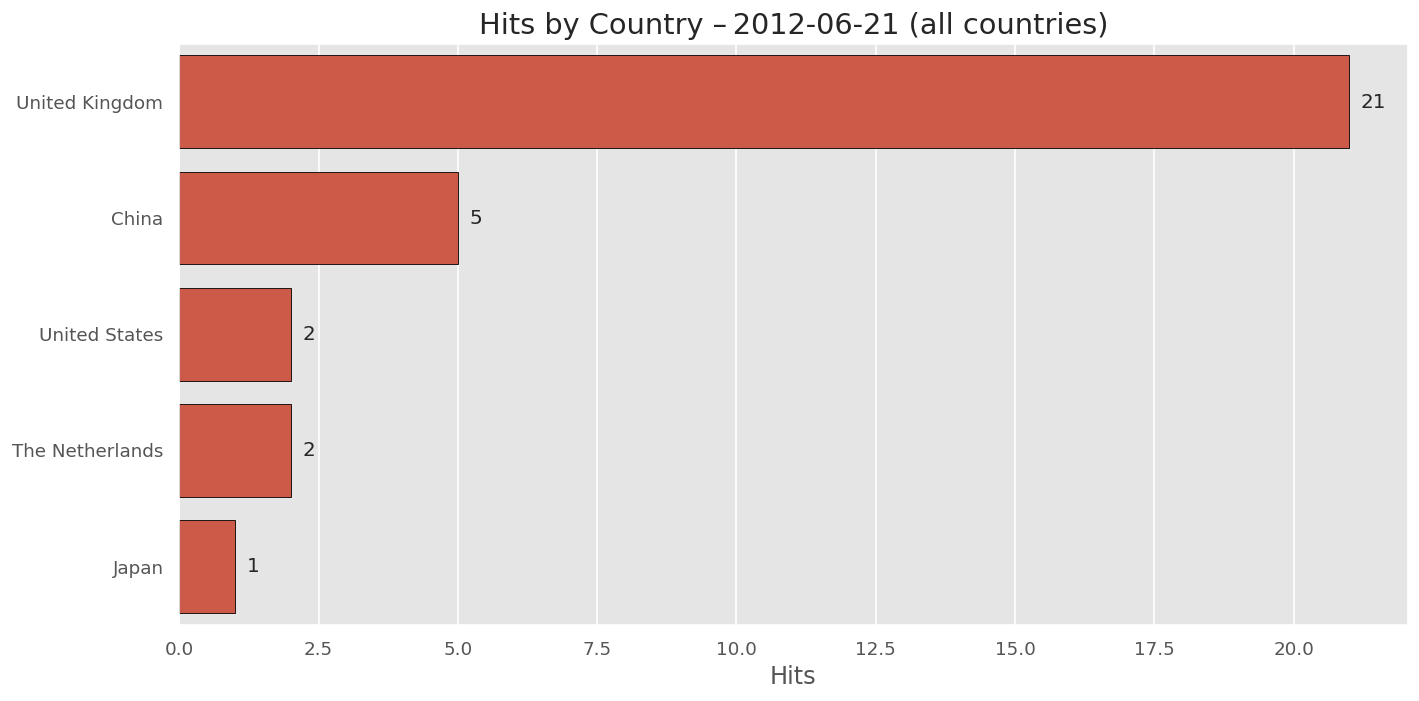 Hits by Country – 2012-06-21 (all countries)
United Kingdom
21
China
5
United States
2
The Netherlands
2
Japan
1
0.0 2.5 5.0 7.5 10.0 12.5 15.0 17.5 20.0
Hits